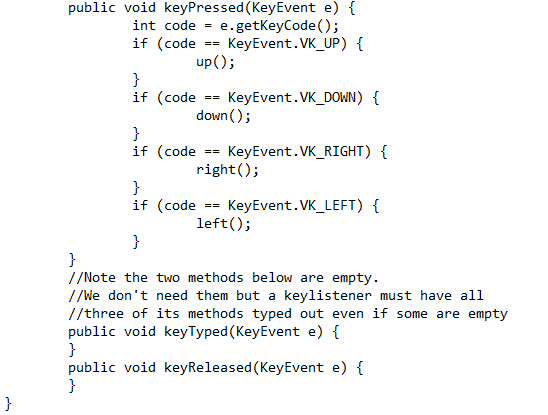 public void keyPressed(KeyEvent e) {
int code = e.getKeyCode();
if (code == KeyEvent.VK_UP) {
up();
}
if (code == KeyEvent.VK_DOWN) {
down();
}
if (code == KeyEvent.VK_RIGHT) {
right();
}
if (code == KeyEvent.VK_LEFT) {
left();
}
}
//Note the two methods below are empty.
//We don't need them but a keylistener must have all
//three of its methods typed out even if some are empty
public void keyTyped(KeyEvent e) {
}
public void keyReleased(KeyEvent e) {
}
}